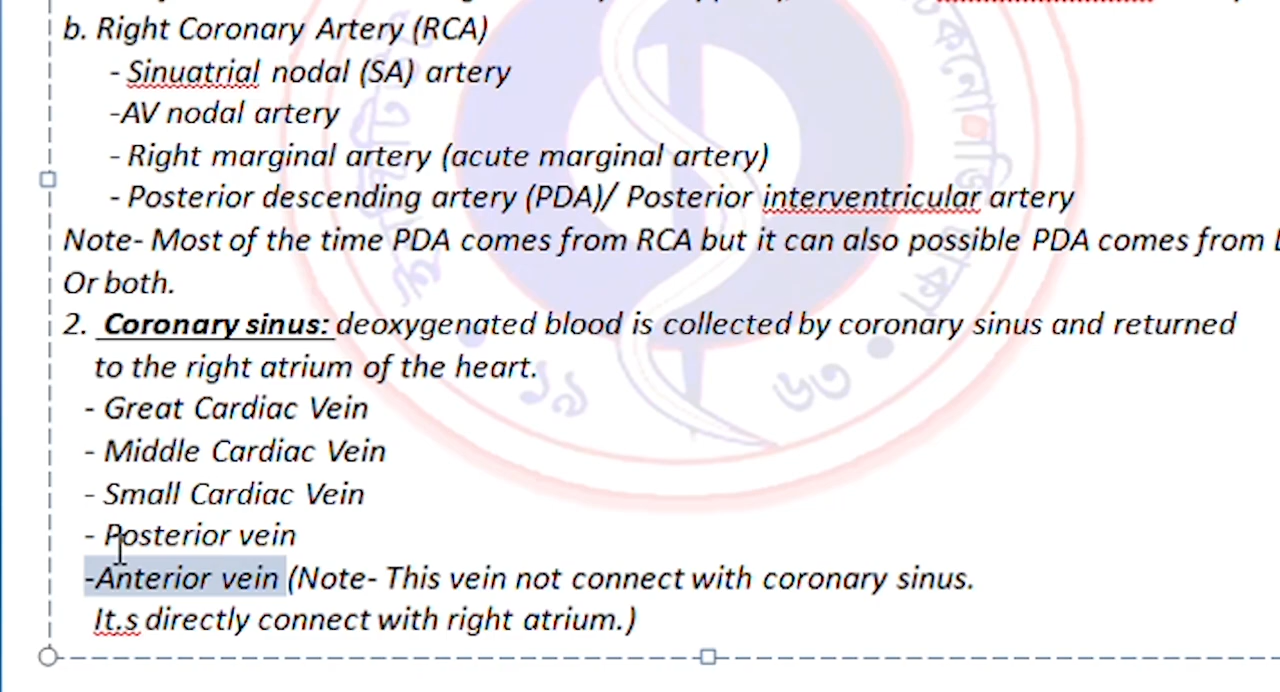 b. Right Coronary Artery (RCA)
- Sinuatrial nodal (SA) artery
-AV nodal artery
- Right marginal artery (acute marginal artery)
- Posterior descending artery (PDA)/ Posterior interventricular artery
Note- Most of the time PDA comes from RCA but it can also possible PDA comes from
Or both.
2. Coronary sinus: deoxygenated blood is collected by coronary sinus and returned
to the right atrium of the heart.
- Great Cardiac Vein
- Middle Cardiac Vein
- Small Cardiac Vein
- Posterior vein
-Anterior vein (Note- This vein not connect with coronary sinus.
It.s directly connect with right atrium.)
১৯
৬৩